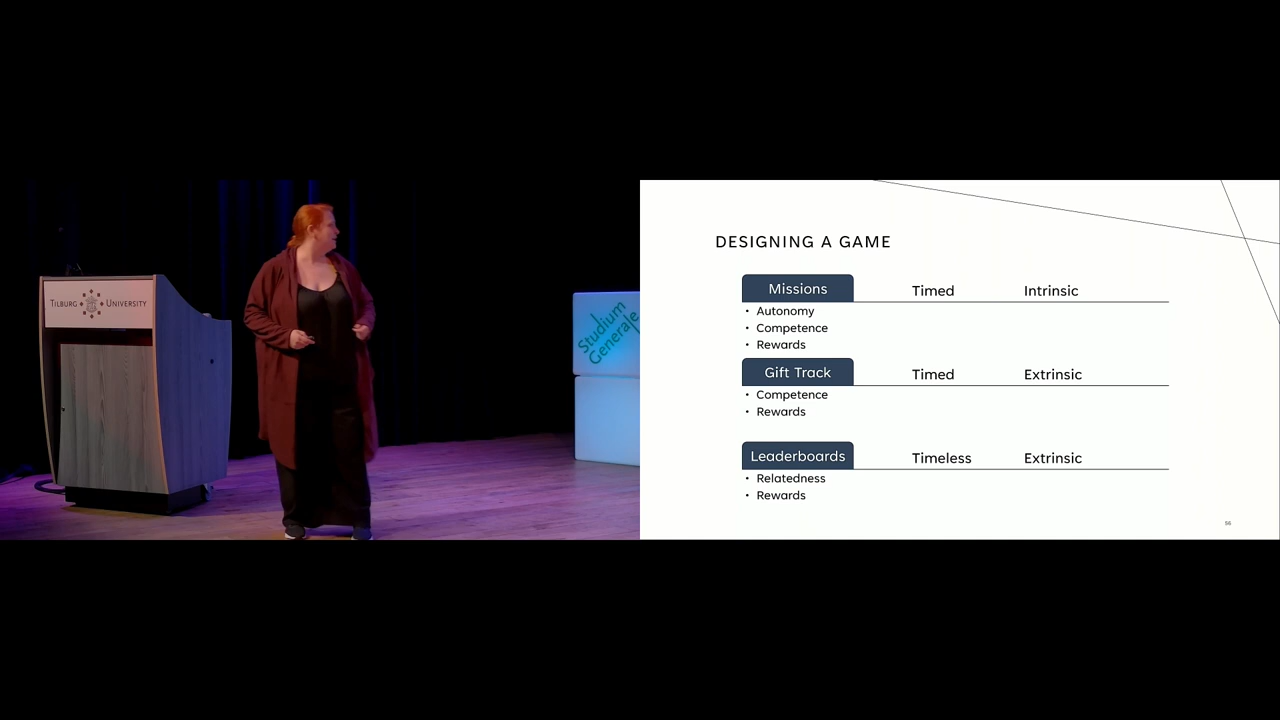 TILBURG UNIVERSITY
Studium
Generale
DESIGNING A GAME
Missions Timed Intrinsic
• Autonomy
• Competence
• Rewards
Gift Track Timed Extrinsic
• Competence
• Rewards
Leaderboards Timeless Extrinsic
• Relatedness
• Rewards
56